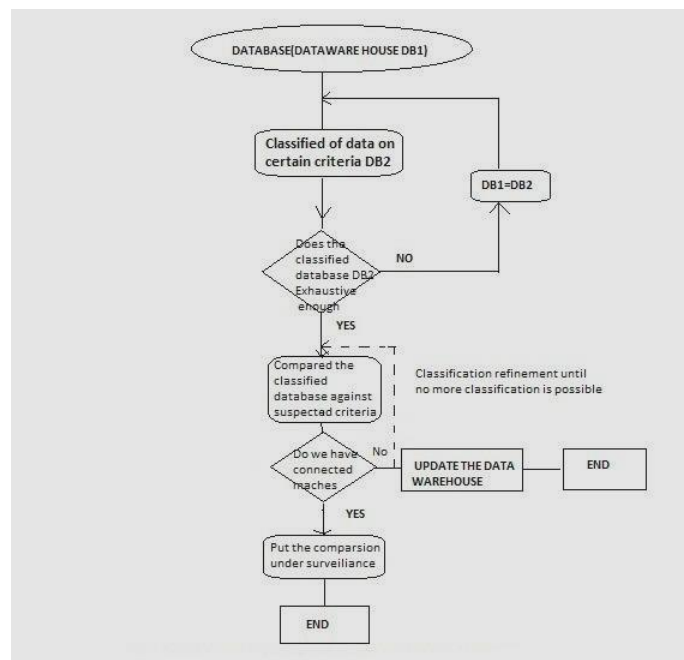 DATABASE(DATAWARE HOUSE DB1)
Classified of data on
certain criteria DB2
DB1=DB2
Does the
classified
database DB2
Exhaustive
enough
NO
YES
Compared the
classified
database against
suspected criteria
Classification refinement until
no more classification is possible
Do we have
connected
maches
No
UPDATE THE DATA
WAREHOUSE
END
YES
Put the comparsion
under surveiliance
END